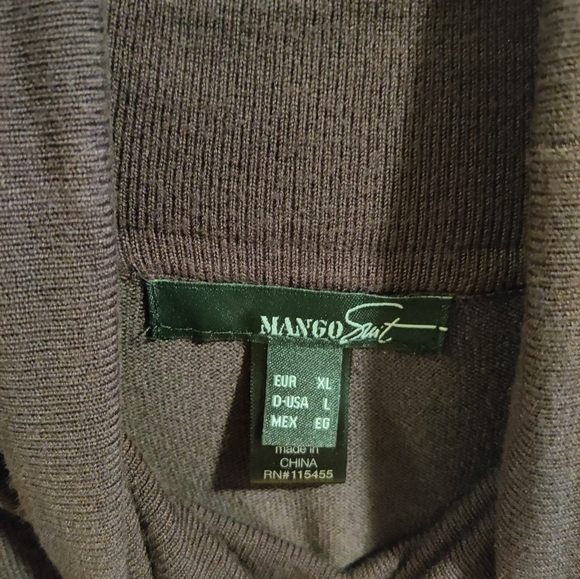 MANGO Suit
EUR XL
D-USA L
MEX EG
made in
CHINA
RN#115455